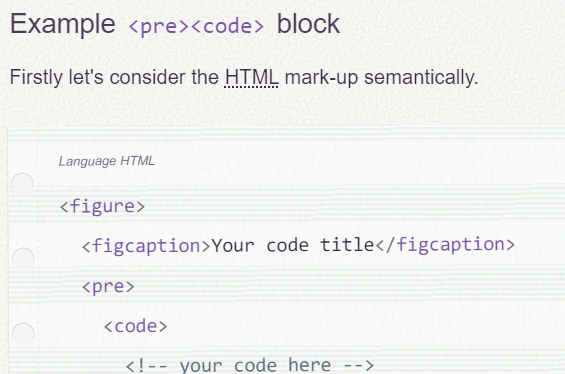 Example <pre><code> block
Firstly let's consider the HTML mark-up semantically.
Language HTML
<figure>
<figcaption>Your code title</figcaption>
<pre>
<code>
<!-- your code here -->